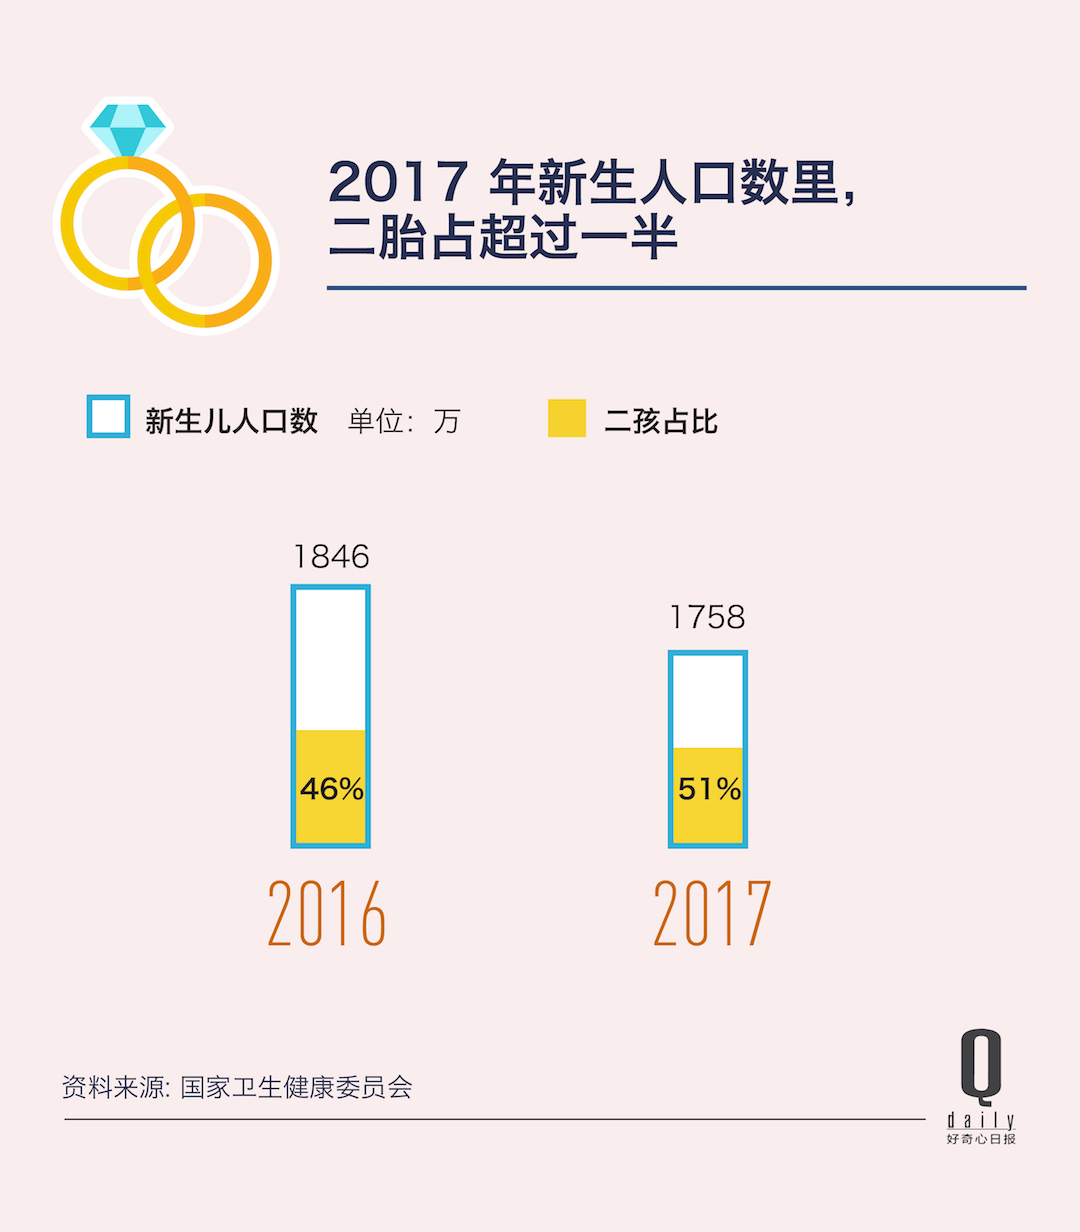 2017 年新生人口数里，
二胎占超过一半
新生儿人口数 单位：万
二孩占比
1846
1758
46%
51%
2016
2017
资料来源: 国家卫生健康委员会
Q
daily
好奇心日报